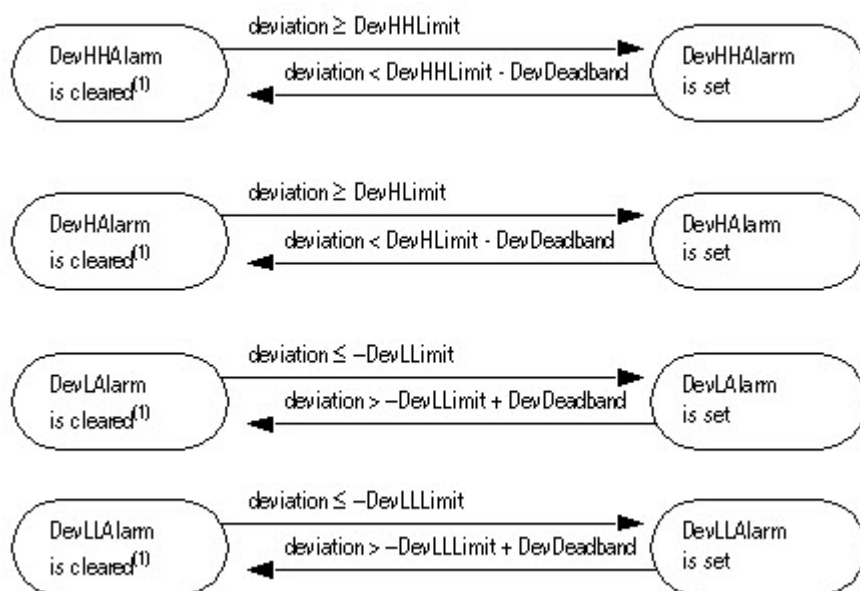 deviation ≥ DevHHLimit
DevHHAlarm
is cleared(1)
deviation < DevHHLimit - DevDeadband
DevHHAlarm
is set
deviation ≥ DevHLimit
DevHAlarm
is cleared(1)
deviation < DevHLimit - DevDeadband
DevHAlarm
is set
deviation ≤ –DevLLimit
DevLAlarm
is cleared(1)
deviation > –DevLLimit + DevDeadband
DevLAlarm
is set
deviation ≤ –DevLLLimit
DevLLAlarm
is cleared(1)
deviation > –DevLLLimit + DevDeadband
DevLLAlarm
is set